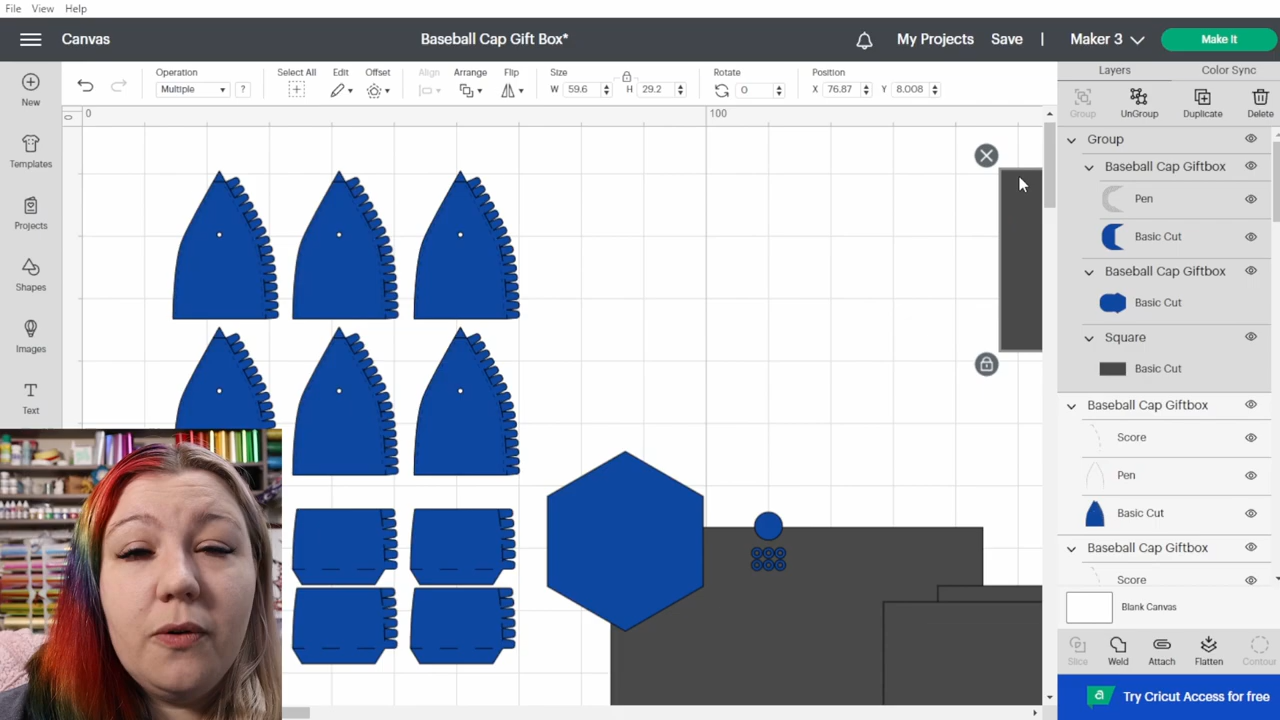 File View Help
Canvas
Baseball Cap Gift Box*
My Projects Save | Maker 3 Make It
Operation
Multiple ?
Select All
Edit
Offset
Align
Arrange
Flip
Size
W 59.6 H 29.2
Rotate
0
Position
X 76.87 Y 8.008
Layers Color Sync
Group UnGroup Duplicate Delete
New
Templates
Projects
Shapes
Images
Text
0 100
Group
Baseball Cap Giftbox
Pen
Basic Cut
Baseball Cap Giftbox
Basic Cut
Square
Basic Cut
Baseball Cap Giftbox
Score
Pen
Basic Cut
Baseball Cap Giftbox
Score
Blank Canvas
Slice Weld Attach Flatten Contour
a Try Cricut Access for free